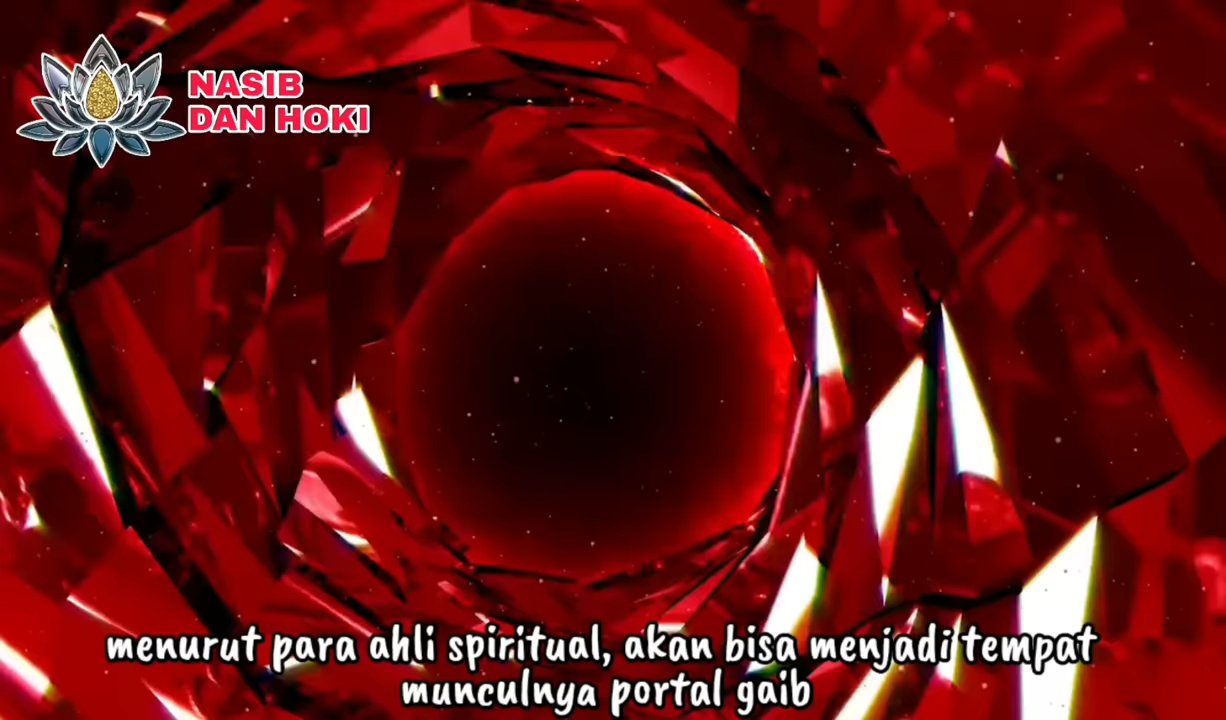 NASIB
DAN HOKI
menurut para ahli spiritual, akan bisa menjadi tempat
munculnya portal gaib